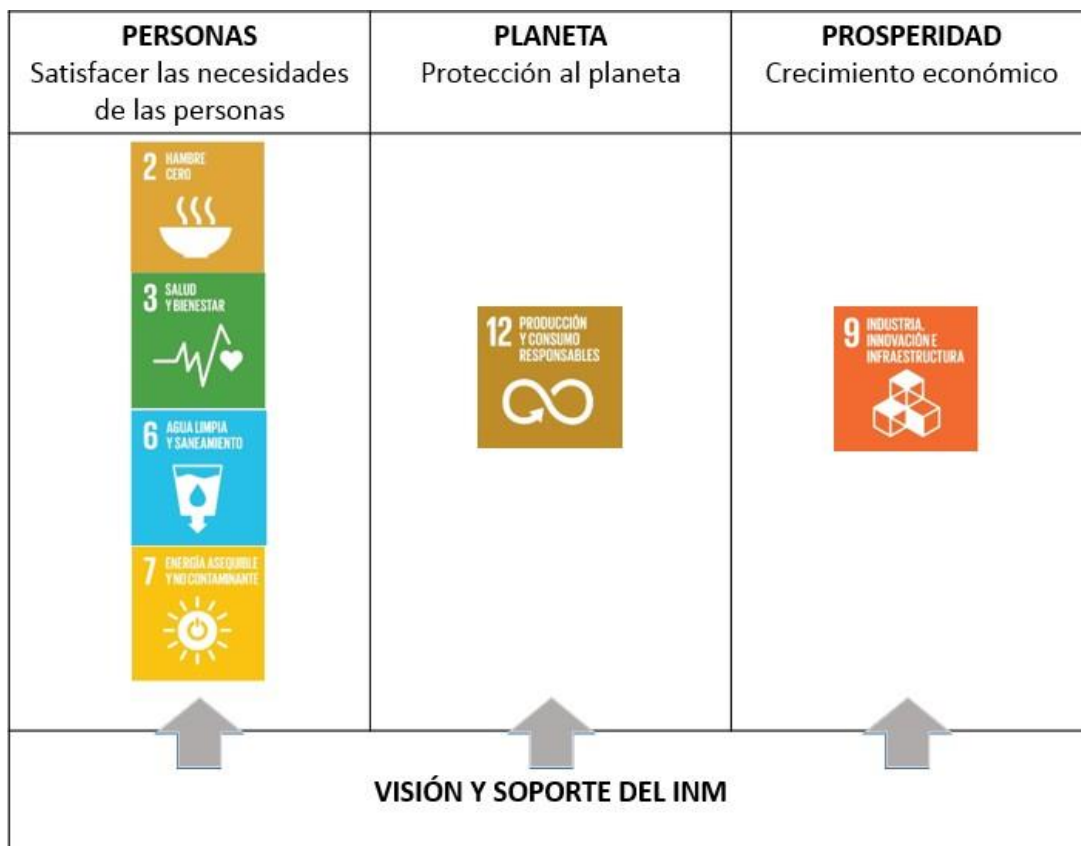 PERSONAS
Satisfacer las necesidades
de las personas
PLANETA
Protección al planeta
PROSPERIDAD
Crecimiento económico
2 HAMBRE
CERO
3 SALUD
Y BIENESTAR
6 AGUA LIMPIA
Y SANEAMIENTO
7 ENERGÍA ASEQUIBLE
Y NO CONTAMINANTE
12 PRODUCCIÓN
Y CONSUMO
RESPONSABLES
9 INDUSTRIA,
INNOVACIÓN E
INFRAESTRUCTURA
VISIÓN Y SOPORTE DEL INM